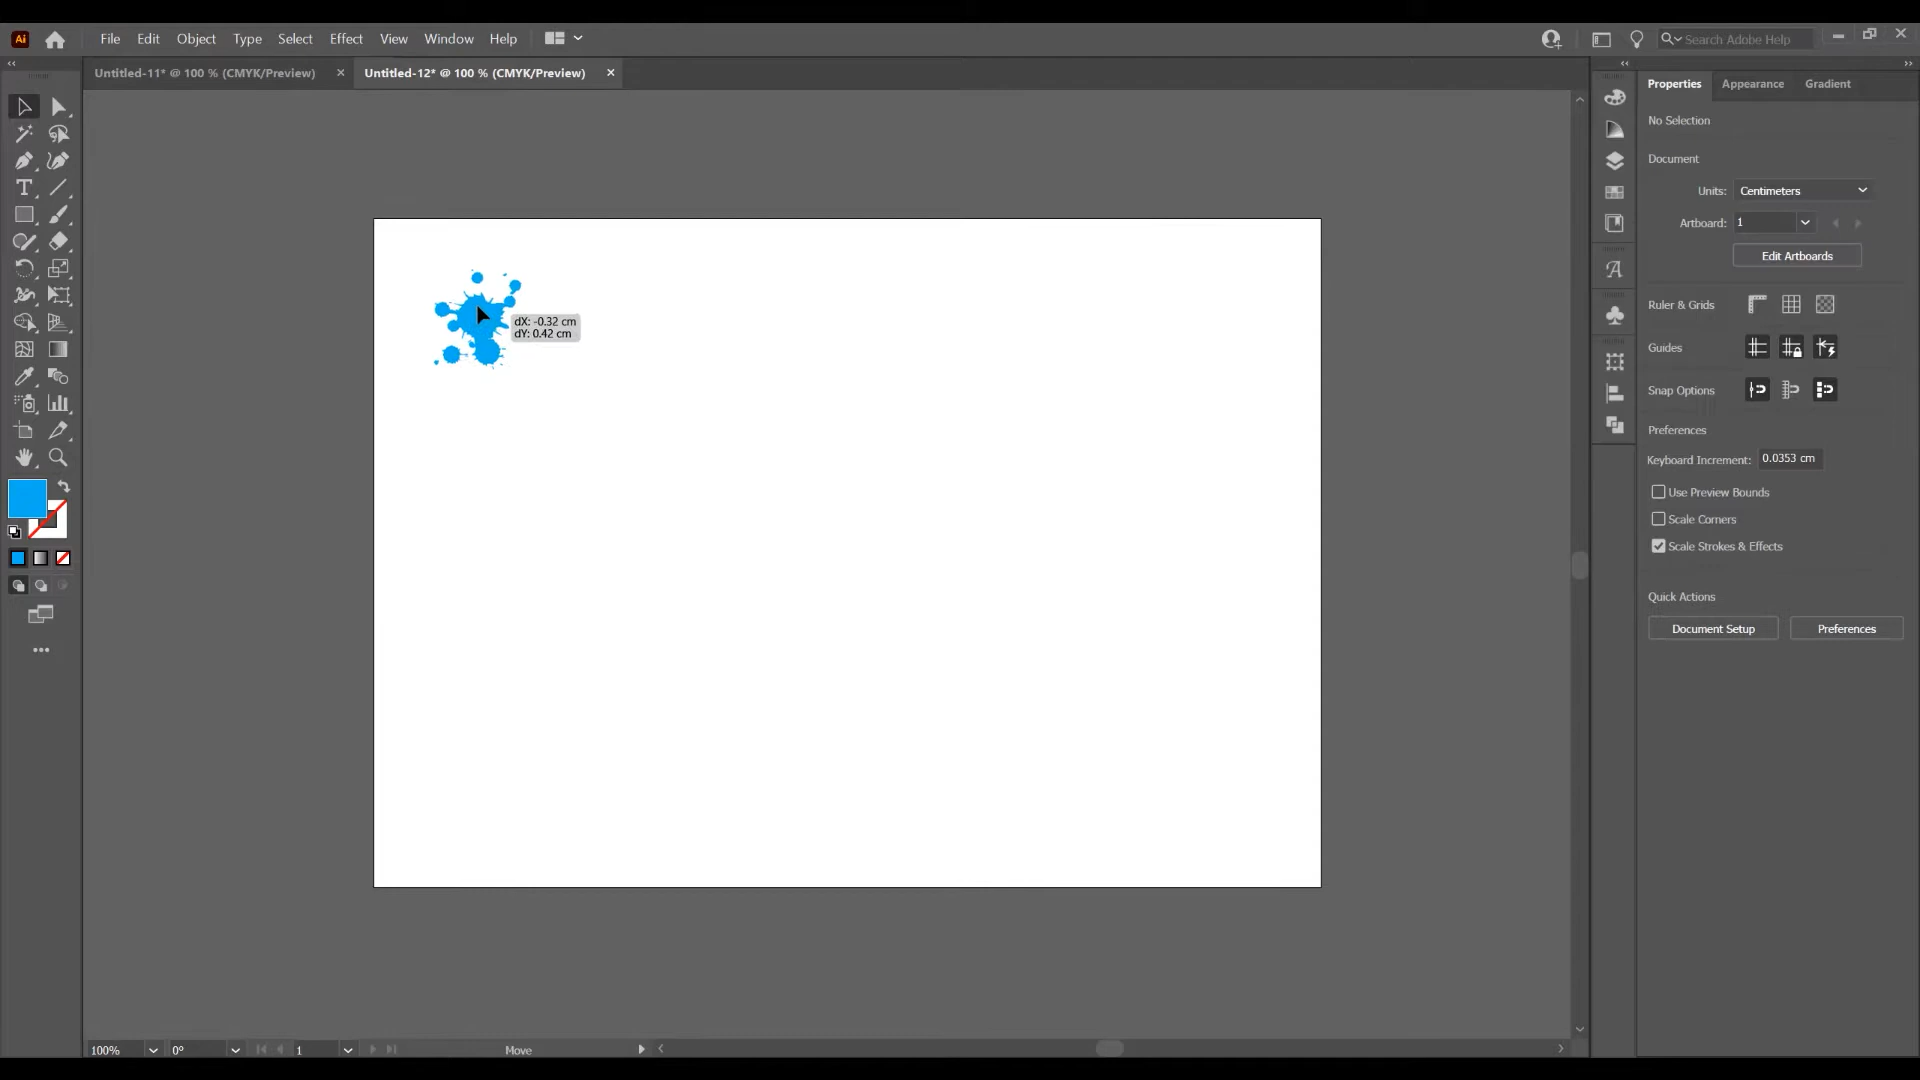 Ai
File Edit Object Type Select Effect View Window Help
Search Adobe Help
Untitled-11* @ 100 % (CMYK/Preview)
Untitled-12* @ 100 % (CMYK/Preview)
Properties Appearance Gradient
No Selection
Document
Units: Centimeters
Artboard: 1
Edit Artboards
Ruler & Grids
Guides
Snap Options
Preferences
Keyboard Increment: 0.0353 cm
Use Preview Bounds
Scale Corners
Scale Strokes & Effects
Quick Actions
Document Setup Preferences
dX: -0.32 cm
dY: 0.42 cm
100% 0° 1 Move